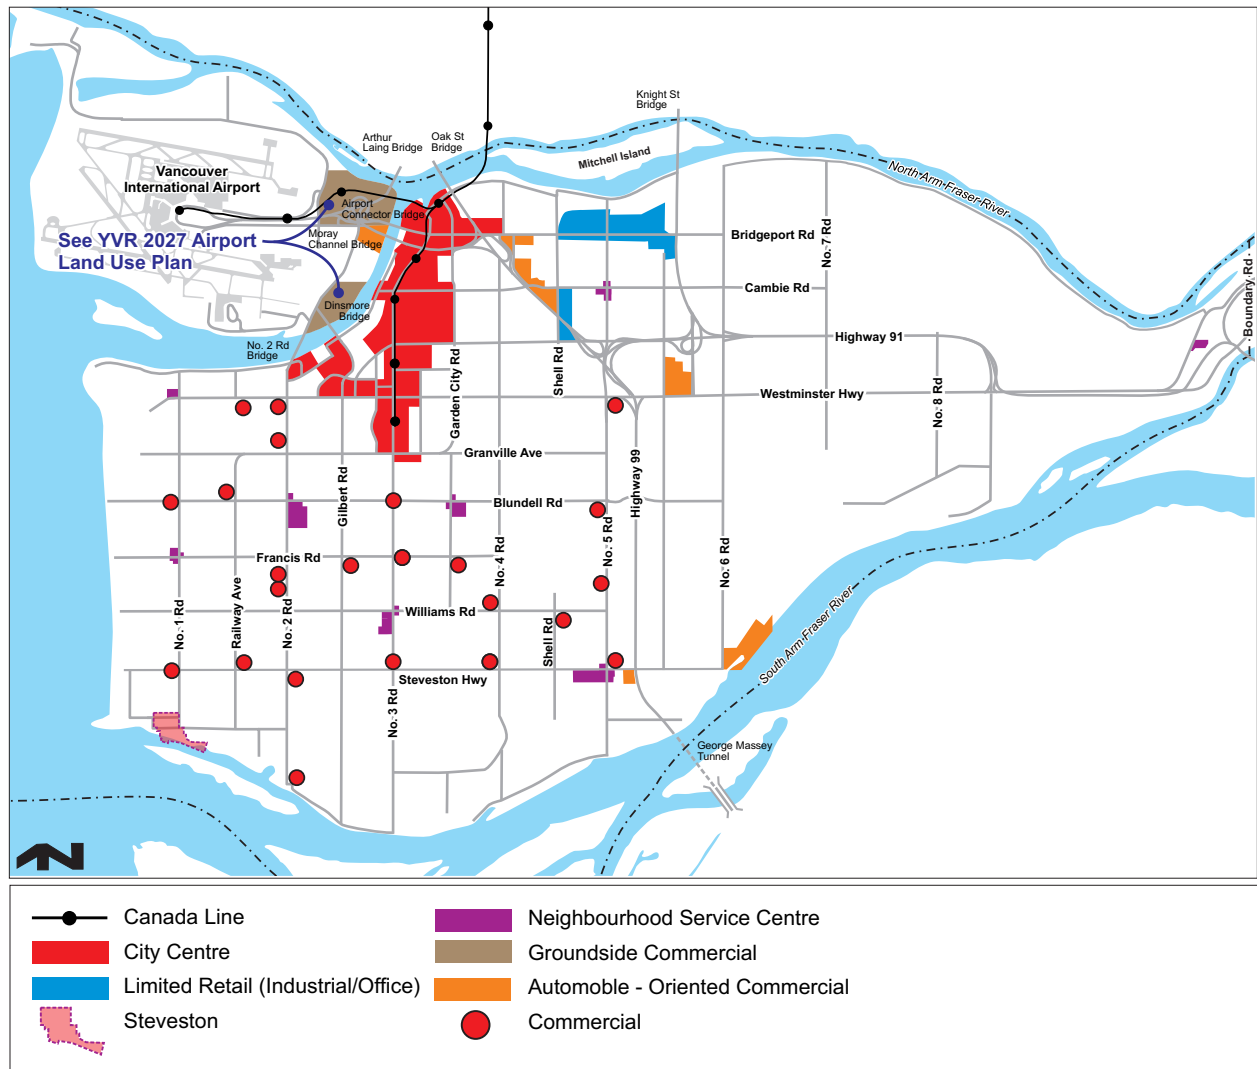 Knight St
Bridge
Arthur
Laing Bridge
Oak St
Bridge
Mitchell Island
North Arm Fraser River
Vancouver
International Airport
Airport
Connector Bridge
Moray
Channel Bridge
See YVR 2027 Airport
Land Use Plan
Bridgeport Rd
No. 7 Rd
Boundary Rd
Cambie Rd
Dinsmore
Bridge
No. 2 Rd
Bridge
Highway 91
Shell Rd
Garden City Rd
Westminster Hwy
No. 8 Rd
Granville Ave
Gilbert Rd
Highway 99
Blundell Rd
No. 5 Rd
No. 4 Rd
No. 6 Rd
Francis Rd
No. 1 Rd
Railway Ave
No. 2 Rd
Williams Rd
Shell Rd
South Arm Fraser River
Steveston Hwy
No. 3 Rd
George Massey
Tunnel
N
Canada Line
City Centre
Limited Retail (Industrial/Office)
Steveston
Neighbourhood Service Centre
Groundside Commercial
Automoble - Oriented Commercial
Commercial